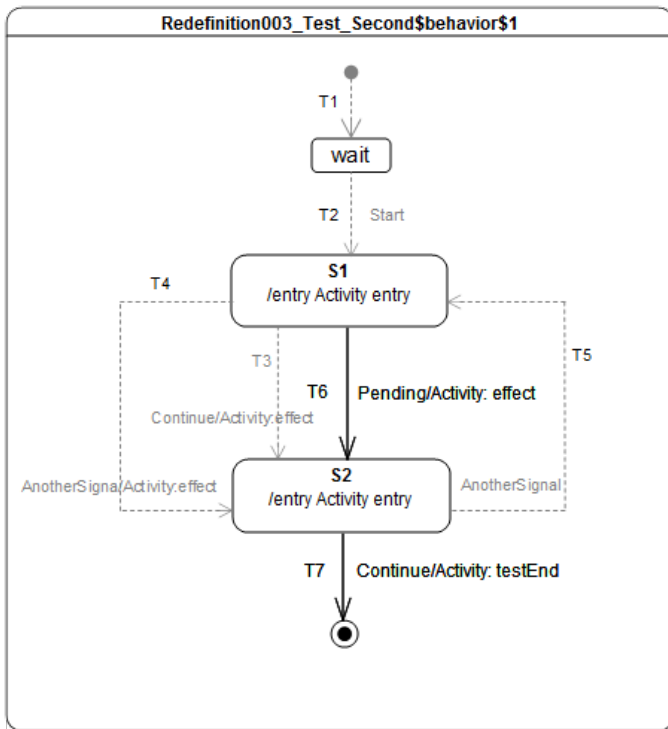 Redefinition003_Test_Second$behavior$1
T1
wait
T2 Start
S1
/entry Activity entry
T4
T3
T5
T6 Pending/Activity: effect
Continue/Activity:effect
S2
/entry Activity entry
AnotherSigna/Activity:effect
AnotherSignal
T7 Continue/Activity: testEnd